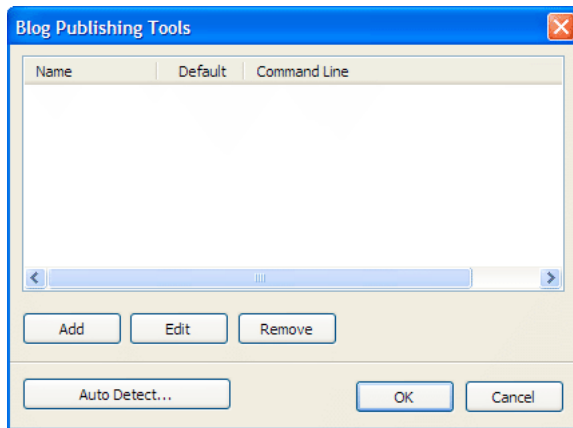 Blog Publishing Tools
Name Default Command Line
Add Edit Remove
Auto Detect... OK Cancel